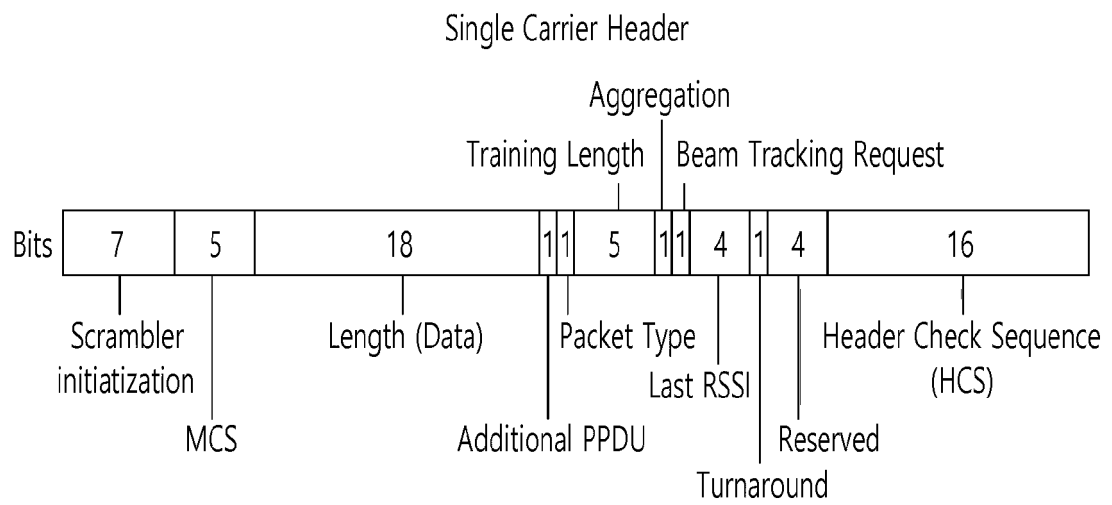 Single Carrier Header
Aggregation
Training Length
Beam Tracking Request
Bits
7
5
18
1
1
5
1
1
4
1
4
16
Scrambler
initiatization
MCS
Length (Data)
Additional PPDU
Packet Type
Last RSSI
Turnaround
Reserved
Header Check Sequence
(HCS)